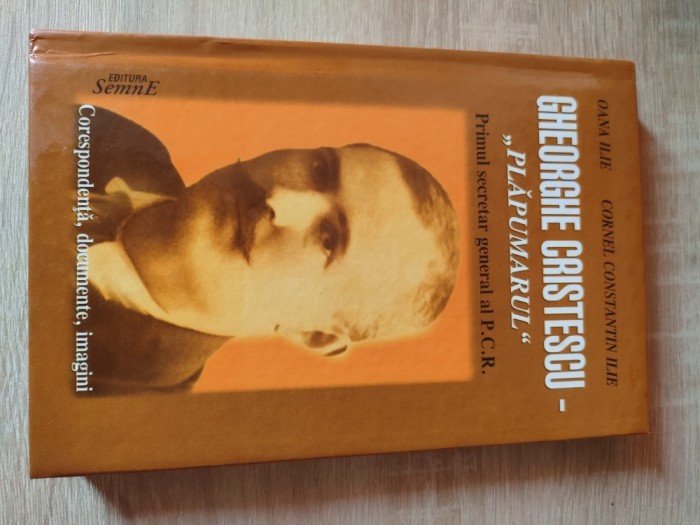 OANA ILIE CORNEL CONSTANTIN ILIE
GHEORGHE CRISTESCU -
„PLĂPUMARUL“
Primul secretar general al P.C.R.
Corespondență, documente, imagini
EDITURA
SemnE